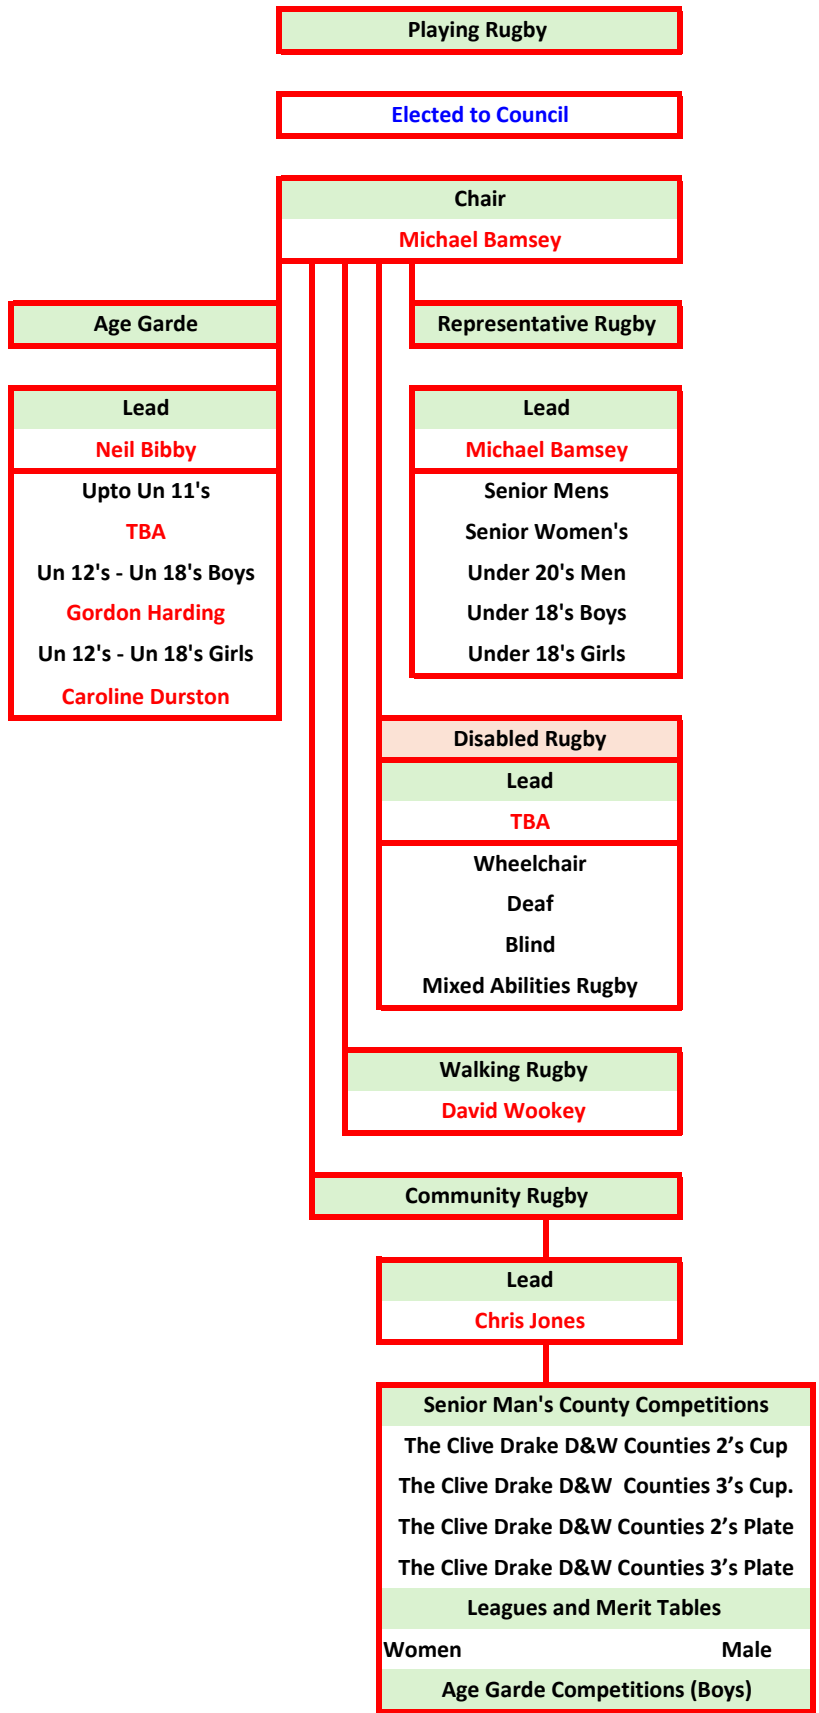 Playing Rugby
Elected to Council
Chair
Michael Bamsey
Age Garde
Lead
Neil Bibby
Upto Un 11's
TBA
Un 12's - Un 18's Boys
Gordon Harding
Un 12's - Un 18's Girls
Caroline Durston
Representative Rugby
Lead
Michael Bamsey
Senior Mens
Senior Women's
Under 20's Men
Under 18's Boys
Under 18's Girls
Disabled Rugby
Lead
TBA
Wheelchair
Deaf
Blind
Mixed Abilities Rugby
Walking Rugby
David Wookey
Community Rugby
Lead
Chris Jones
Senior Man's County Competitions
The Clive Drake D&W Counties 2’s Cup
The Clive Drake D&W  Counties 3’s Cup.
The Clive Drake D&W Counties 2’s Plate
The Clive Drake D&W Counties 3’s Plate
Leagues and Merit Tables
Women Male
Age Garde Competitions (Boys)